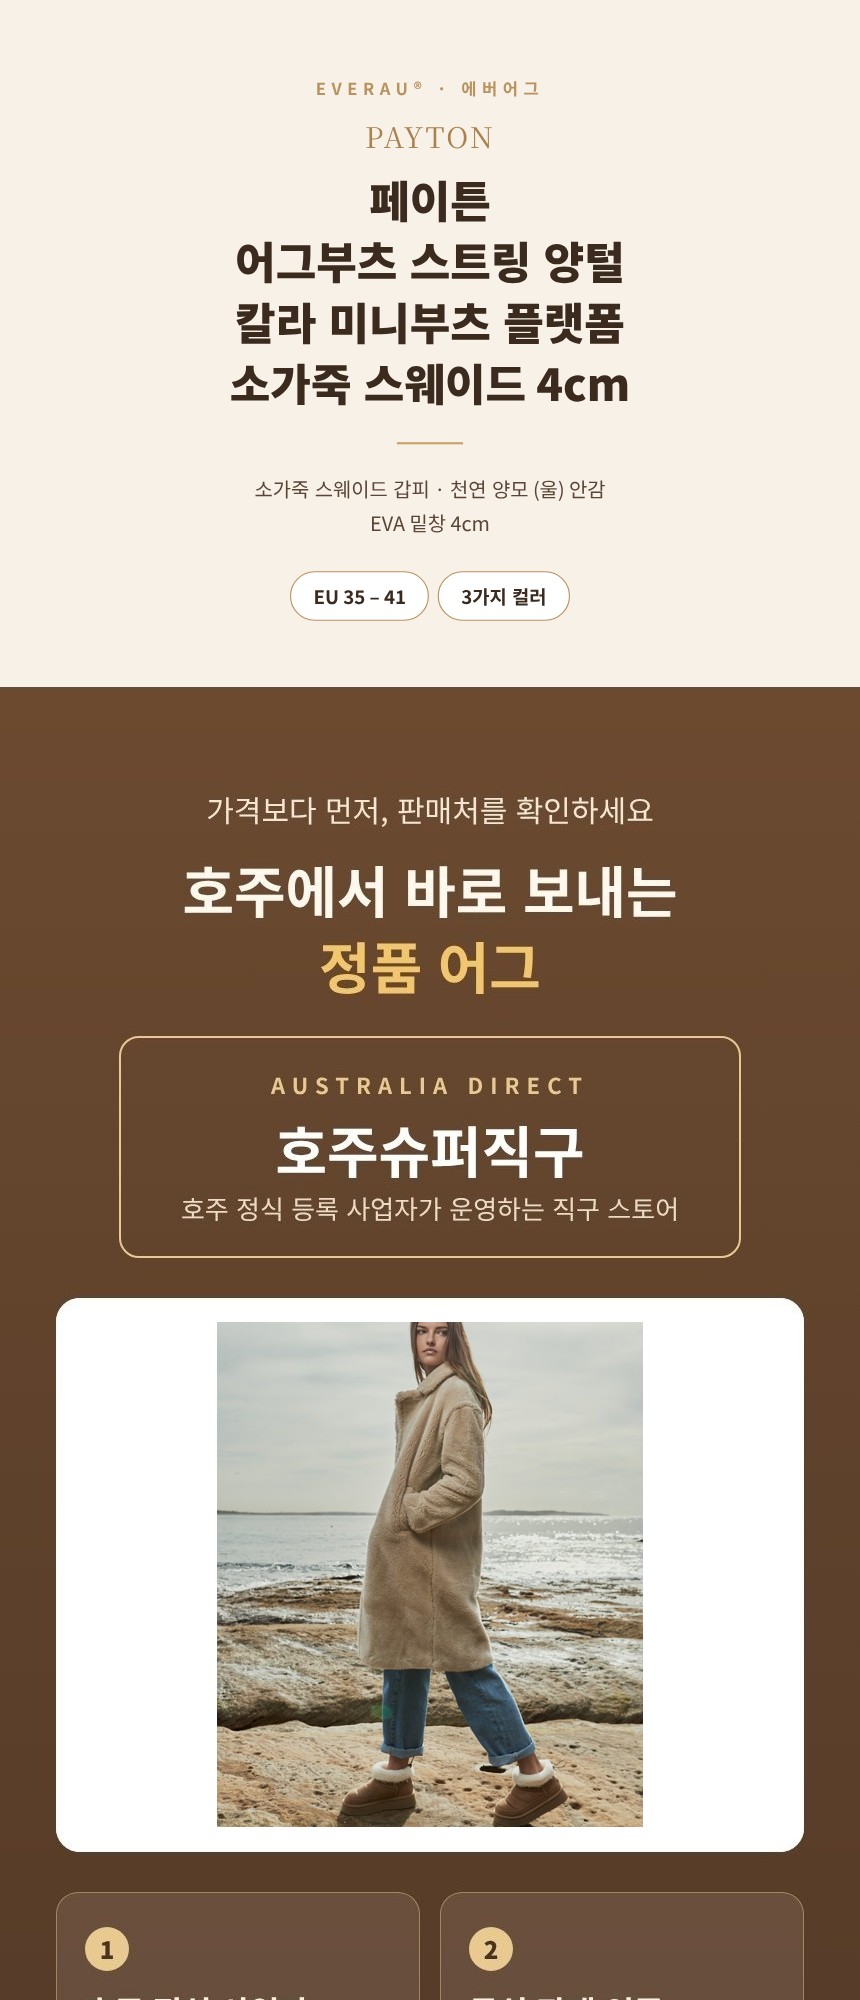 EVERAU® · 에버어그
PAYTON
페이튼
어그부츠 스트링 양털
칼라 미니부츠 플랫폼
소가죽 스웨이드 4cm
소가죽 스웨이드 갑피 · 천연 양모 (울) 안감
EVA 밑창 4cm
EU 35 – 41
3가지 컬러
가격보다 먼저, 판매처를 확인하세요
호주에서 바로 보내는
정품 어그
AUSTRALIA DIRECT
호주슈퍼직구
호주 정식 등록 사업자가 운영하는 직구 스토어
1
2